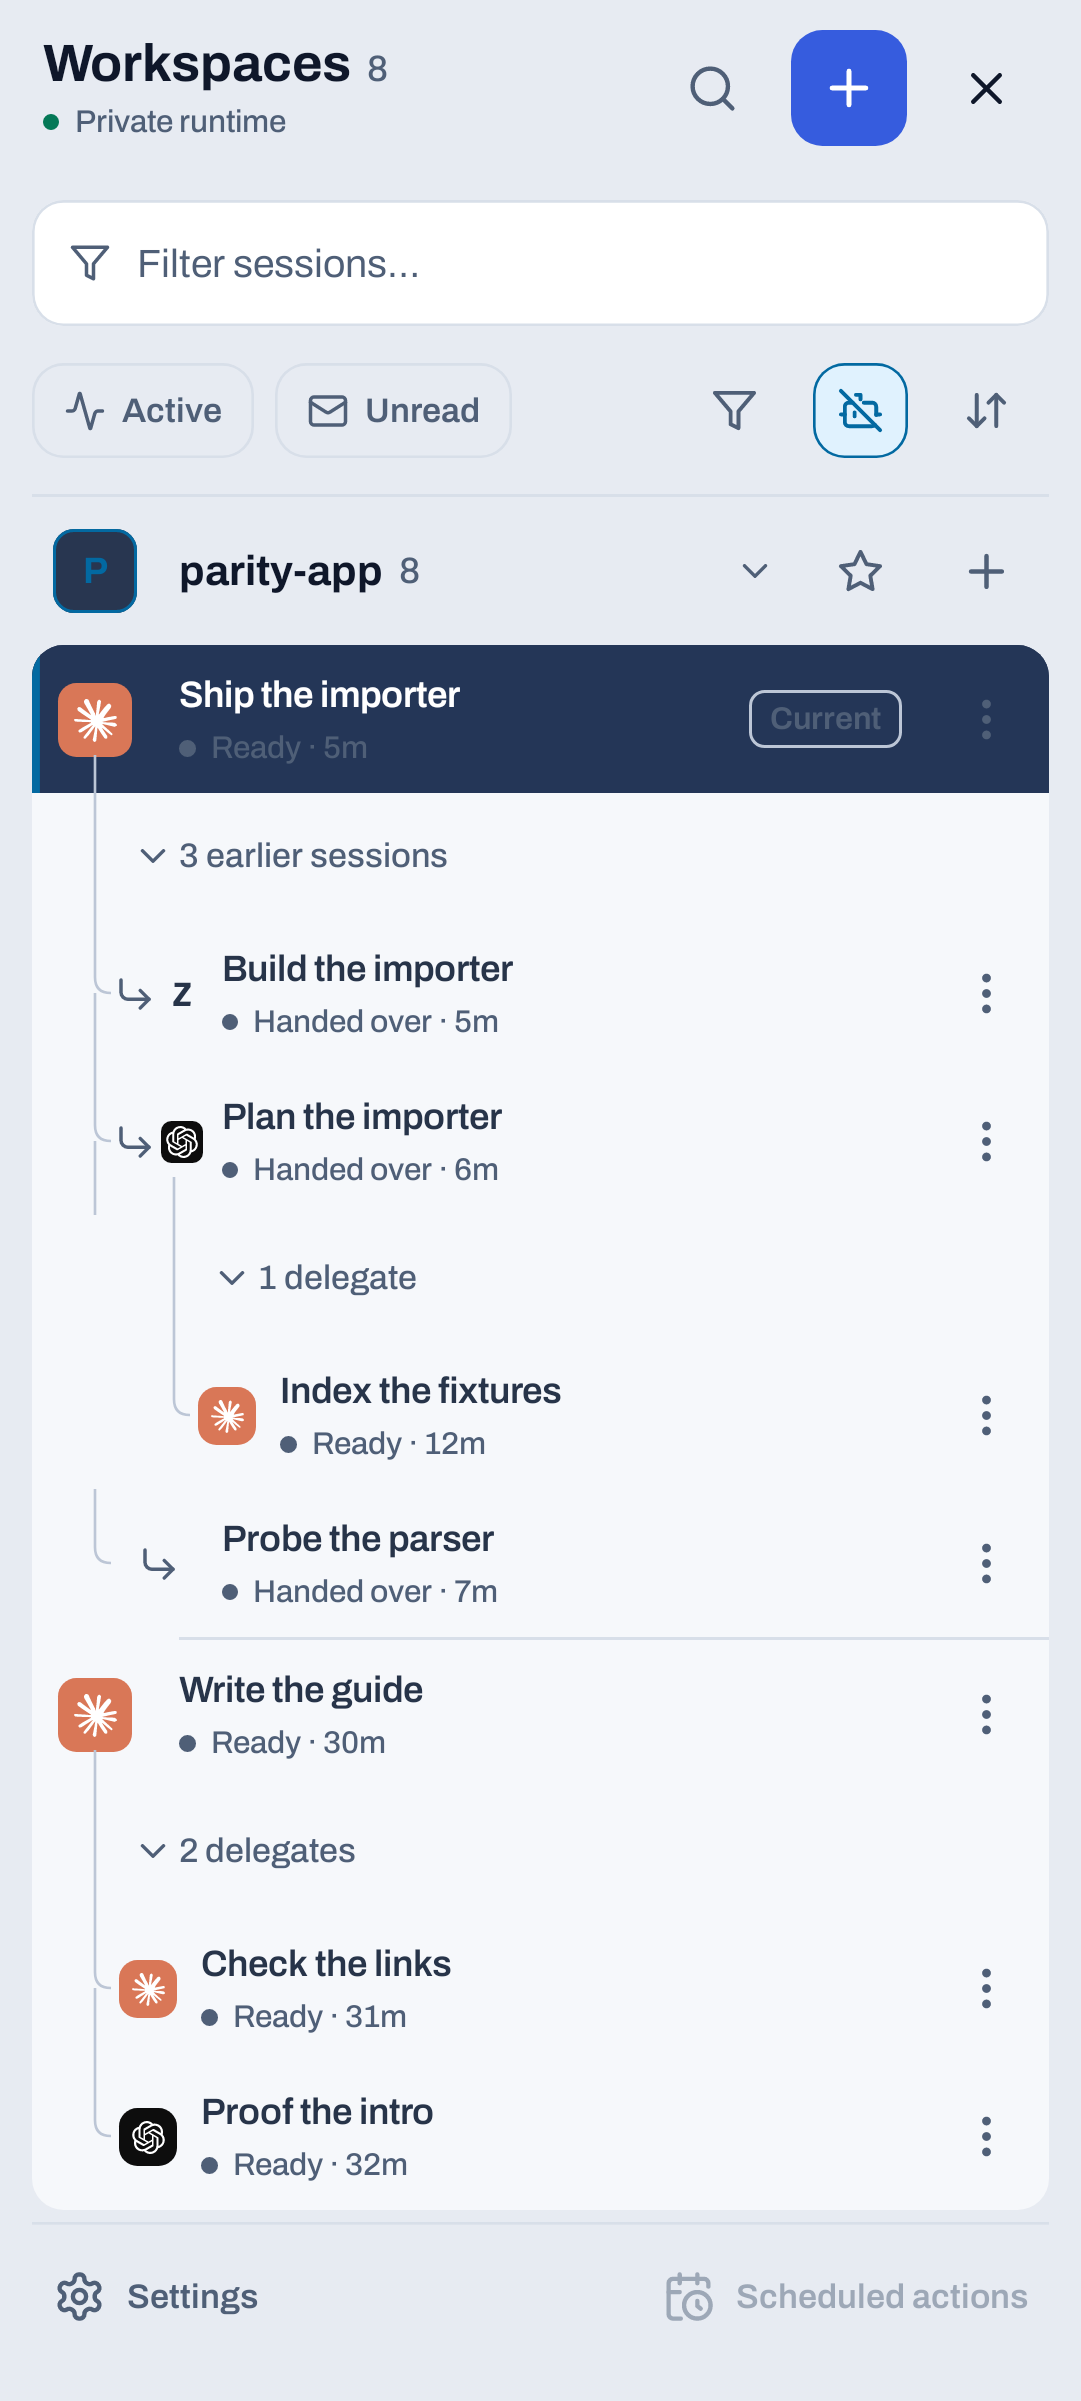 Workspaces 8
Private runtime
Filter sessions...
Active
Unread
P
parity-app 8
Ship the importer
Ready · 5m
Current
3 earlier sessions
Z
Build the importer
Handed over · 5m
Plan the importer
Handed over · 6m
1 delegate
Index the fixtures
Ready · 12m
Probe the parser
Handed over · 7m
Write the guide
Ready · 30m
2 delegates
Check the links
Ready · 31m
Proof the intro
Ready · 32m
Settings
Scheduled actions